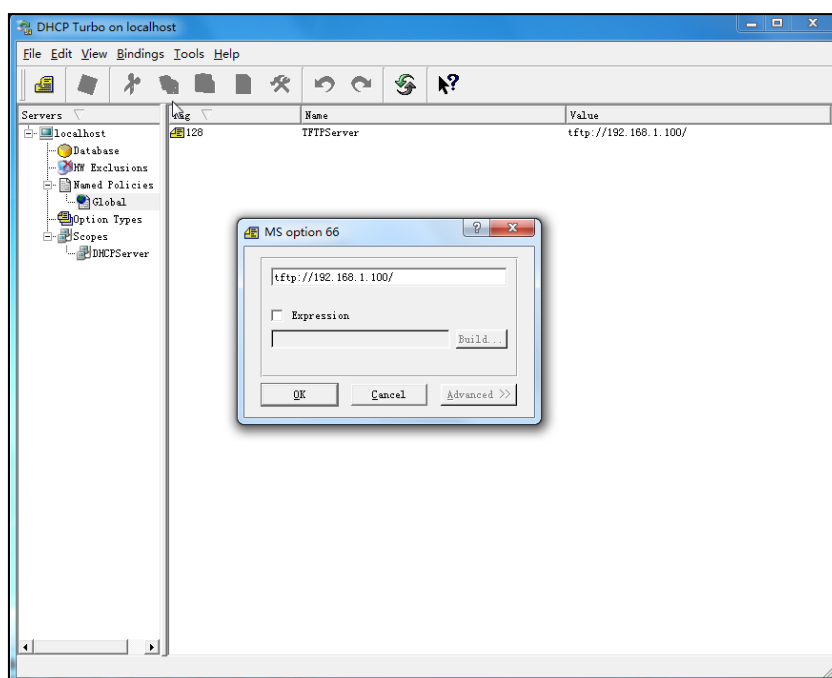 DHCP Turbo on localhost
File Edit View Bindings Tools Help
Servers
Name
Value
localhost
128
TFTPServer
tftp://192.168.1.100/
Database
HW Exclusions
Named Policies
Global
Option Types
Scopes
DHCPServer
MS option 66
tftp://192.168.1.100/
Expression
Build...
OK
Cancel
Advanced >>